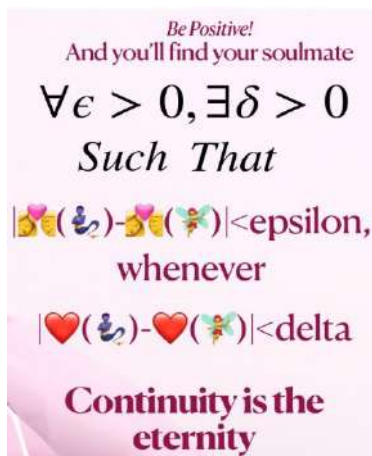 Be Positive!
And you'll find your soulmate
∀ϵ > 0, ∃δ > 0
Such That
|💏(🧞‍♂️)-💏(🧚‍♀️)|<epsilon,
whenever
|❤️(🧞‍♂️)-❤️(🧚‍♀️)|<delta
Continuity is the
eternity